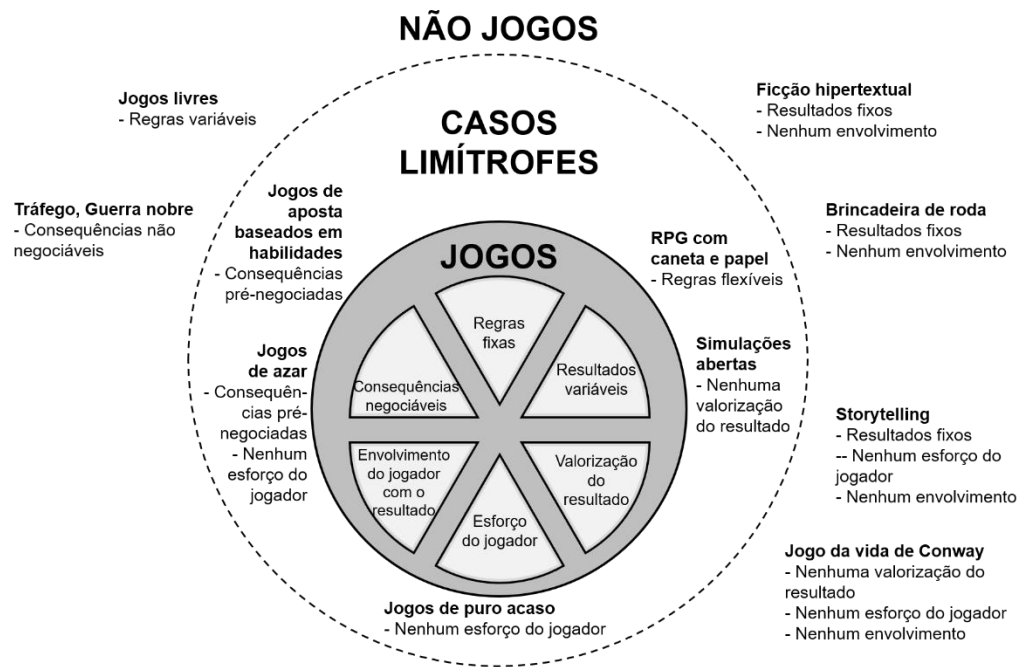 NÃO JOGOS
Jogos livres
- Regras variáveis
Ficção hipertextual
- Resultados fixos
- Nenhum envolvimento
CASOS
LIMÍTROFES
Tráfego, Guerra nobre
- Consequências não
negociáveis
Jogos de
aposta
baseados em
habilidades
- Consequências
pré-negociadas
Brincadeira de roda
- Resultados fixos
- Nenhum envolvimento
RPG com
caneta e papel
- Regras flexíveis
JOGOS
Regras
fixas
Resultados
variáveis
Consequências
negociáveis
Jogos
de azar
- Consequên-
cias pré-
negociadas
- Nenhum
esforço do
jogador
Simulações
abertas
- Nenhuma
valorização
do resultado
Envolvimento
do jogador
com o
resultado
Valorização
do
resultado
Esforço
do jogador
Storytelling
- Resultados fixos
-- Nenhum esforço do
jogador
- Nenhum envolvimento
Jogos de puro acaso
- Nenhum esforço do jogador
Jogo da vida de Conway
- Nenhuma valorização do
resultado
- Nenhum esforço do jogador
- Nenhum envolvimento